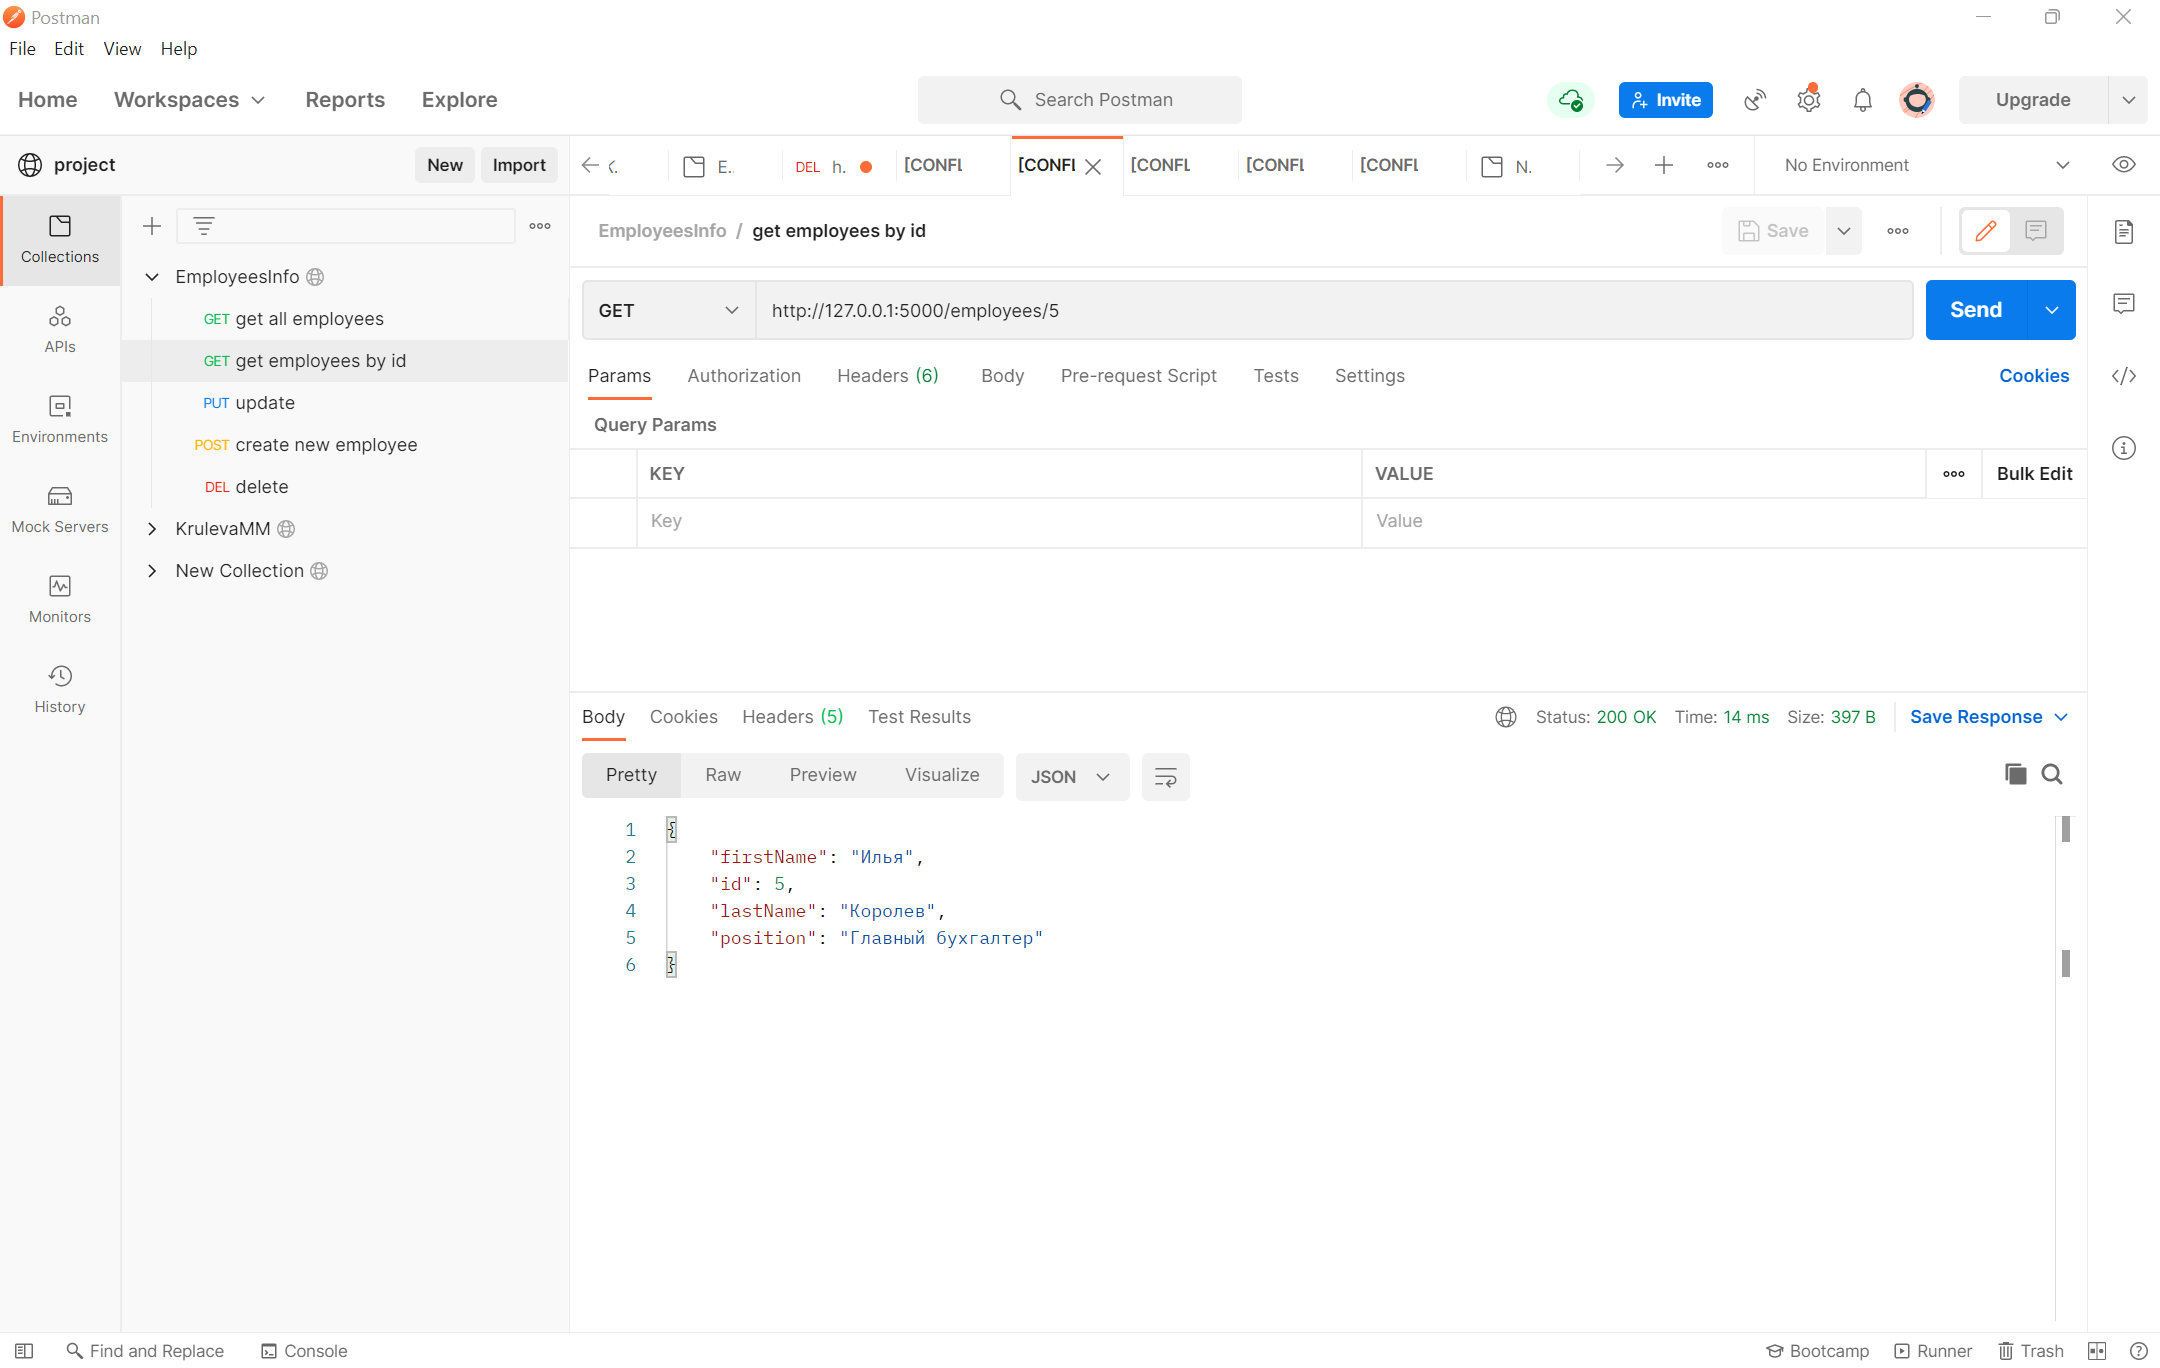 Postman
File Edit View Help
Home Workspaces Reports Explore Search Postman Invite Upgrade
project New Import E.. DEL h. [CONFL [CONFL [CONFL [CONFL [CONFL N. No Environment
Collections
APIs
Environments
Mock Servers
Monitors
History
EmployeesInfo
GET get all employees
GET get employees by id
PUT update
POST create new employee
DEL delete
KrulevaMM
New Collection
EmployeesInfo / get employees by id Save
GET http://127.0.0.1:5000/employees/5 Send
Params Authorization Headers (6) Body Pre-request Script Tests Settings Cookies
Query Params
KEY VALUE Bulk Edit
Key Value
Body Cookies Headers (5) Test Results Status: 200 OK Time: 14 ms Size: 397 B Save Response
Pretty Raw Preview Visualize JSON
1 {
2 "firstName": "Илья",
3 "id": 5,
4 "lastName": "Королев",
5 "position": "Главный бухгалтер"
6 }
Find and Replace Console Bootcamp Runner Trash